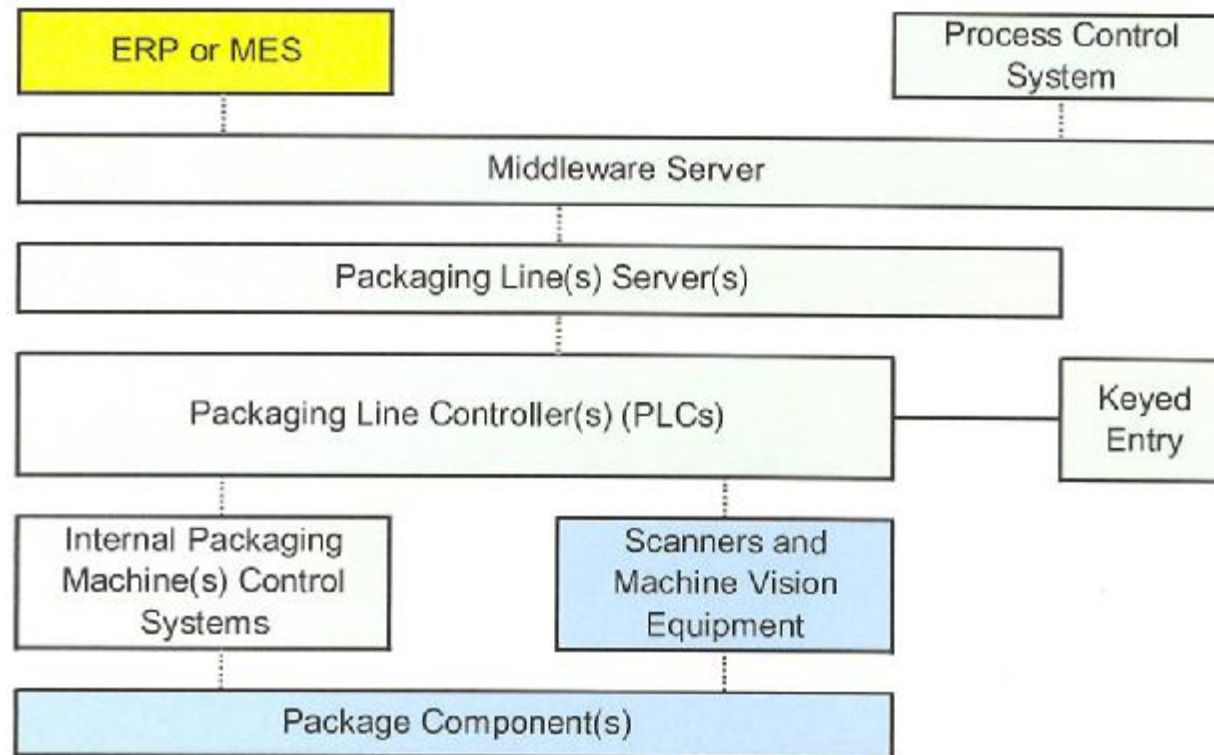 ERP or MES
Process Control
System
Middleware Server
Packaging Line(s) Server(s)
Packaging Line Controller(s) (PLCs)
Keyed
Entry
Internal Packaging
Machine(s) Control
Systems
Scanners and
Machine Vision
Equipment
Package Component(s)